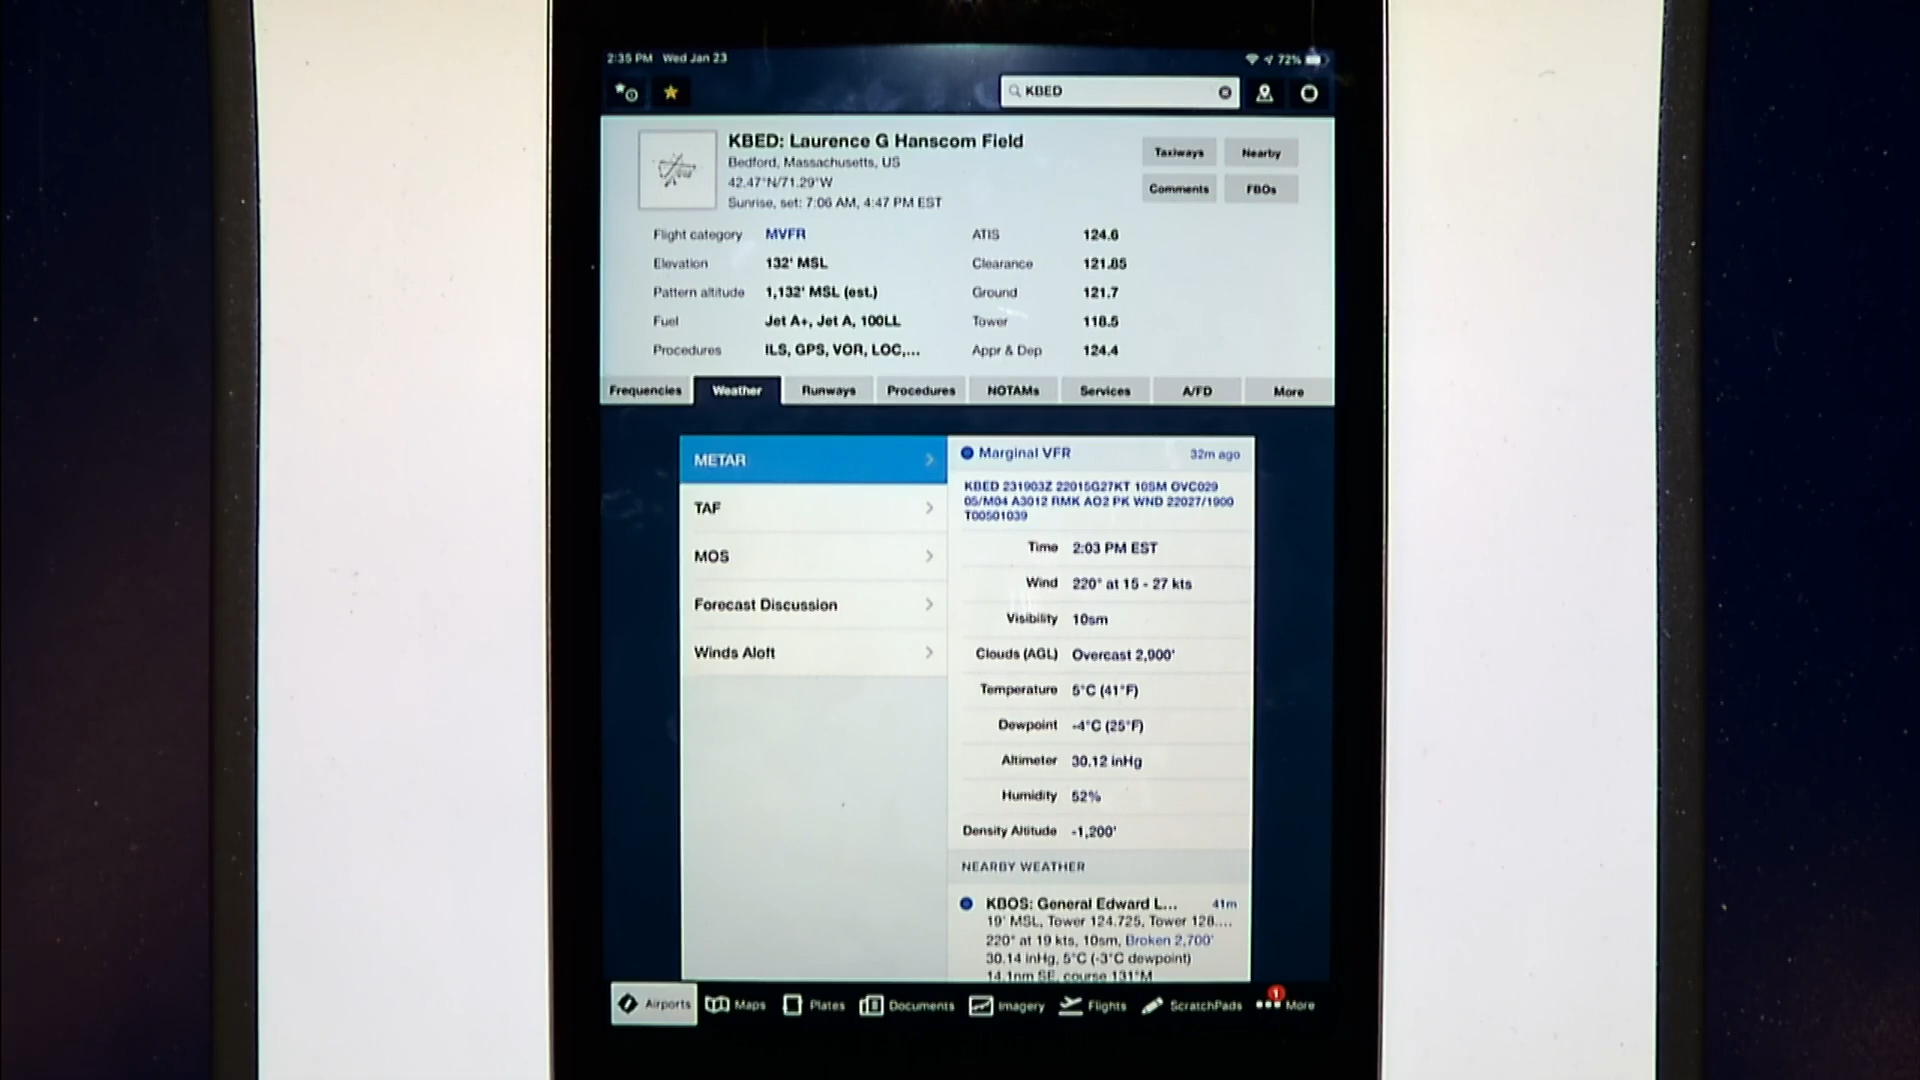 2:35 PM Wed Jan 23
72%
KBED
KBED: Laurence G Hanscom Field
Bedford, Massachusetts, US
42.47°N/71.29°W
Sunrise, set: 7:06 AM, 4:47 PM EST
Taxiways
Nearby
Comments
FBOs
Flight category MVFR
ATIS 124.6
Elevation 132' MSL
Clearance 121.85
Pattern altitude 1,132' MSL (est.)
Ground 121.7
Fuel Jet A+, Jet A, 100LL
Tower 118.5
Procedures ILS, GPS, VOR, LOC,...
Appr & Dep 124.4
Frequencies Weather Runways Procedures NOTAMs Services A/FD More
METAR
TAF
MOS
Forecast Discussion
Winds Aloft
Marginal VFR 32m ago
KBED 231903Z 22015G27KT 10SM OVC029
05/M04 A3012 RMK AO2 PK WND 22027/1900
T00501039
Time 2:03 PM EST
Wind 220° at 15 - 27 kts
Visibility 10sm
Clouds (AGL) Overcast 2,900'
Temperature 5°C (41°F)
Dewpoint -4°C (25°F)
Altimeter 30.12 inHg
Humidity 52%
Density Altitude -1,200'
NEARBY WEATHER
KBOS: General Edward L... 41m
19' MSL, Tower 124.725, Tower 128....
220° at 19 kts, 10sm, Broken 2,700'
30.14 inHg, 5°C (-3°C dewpoint)
14.1nm SE, course 131°M
Airports Maps Plates Documents Imagery Flights ScratchPads 1 More